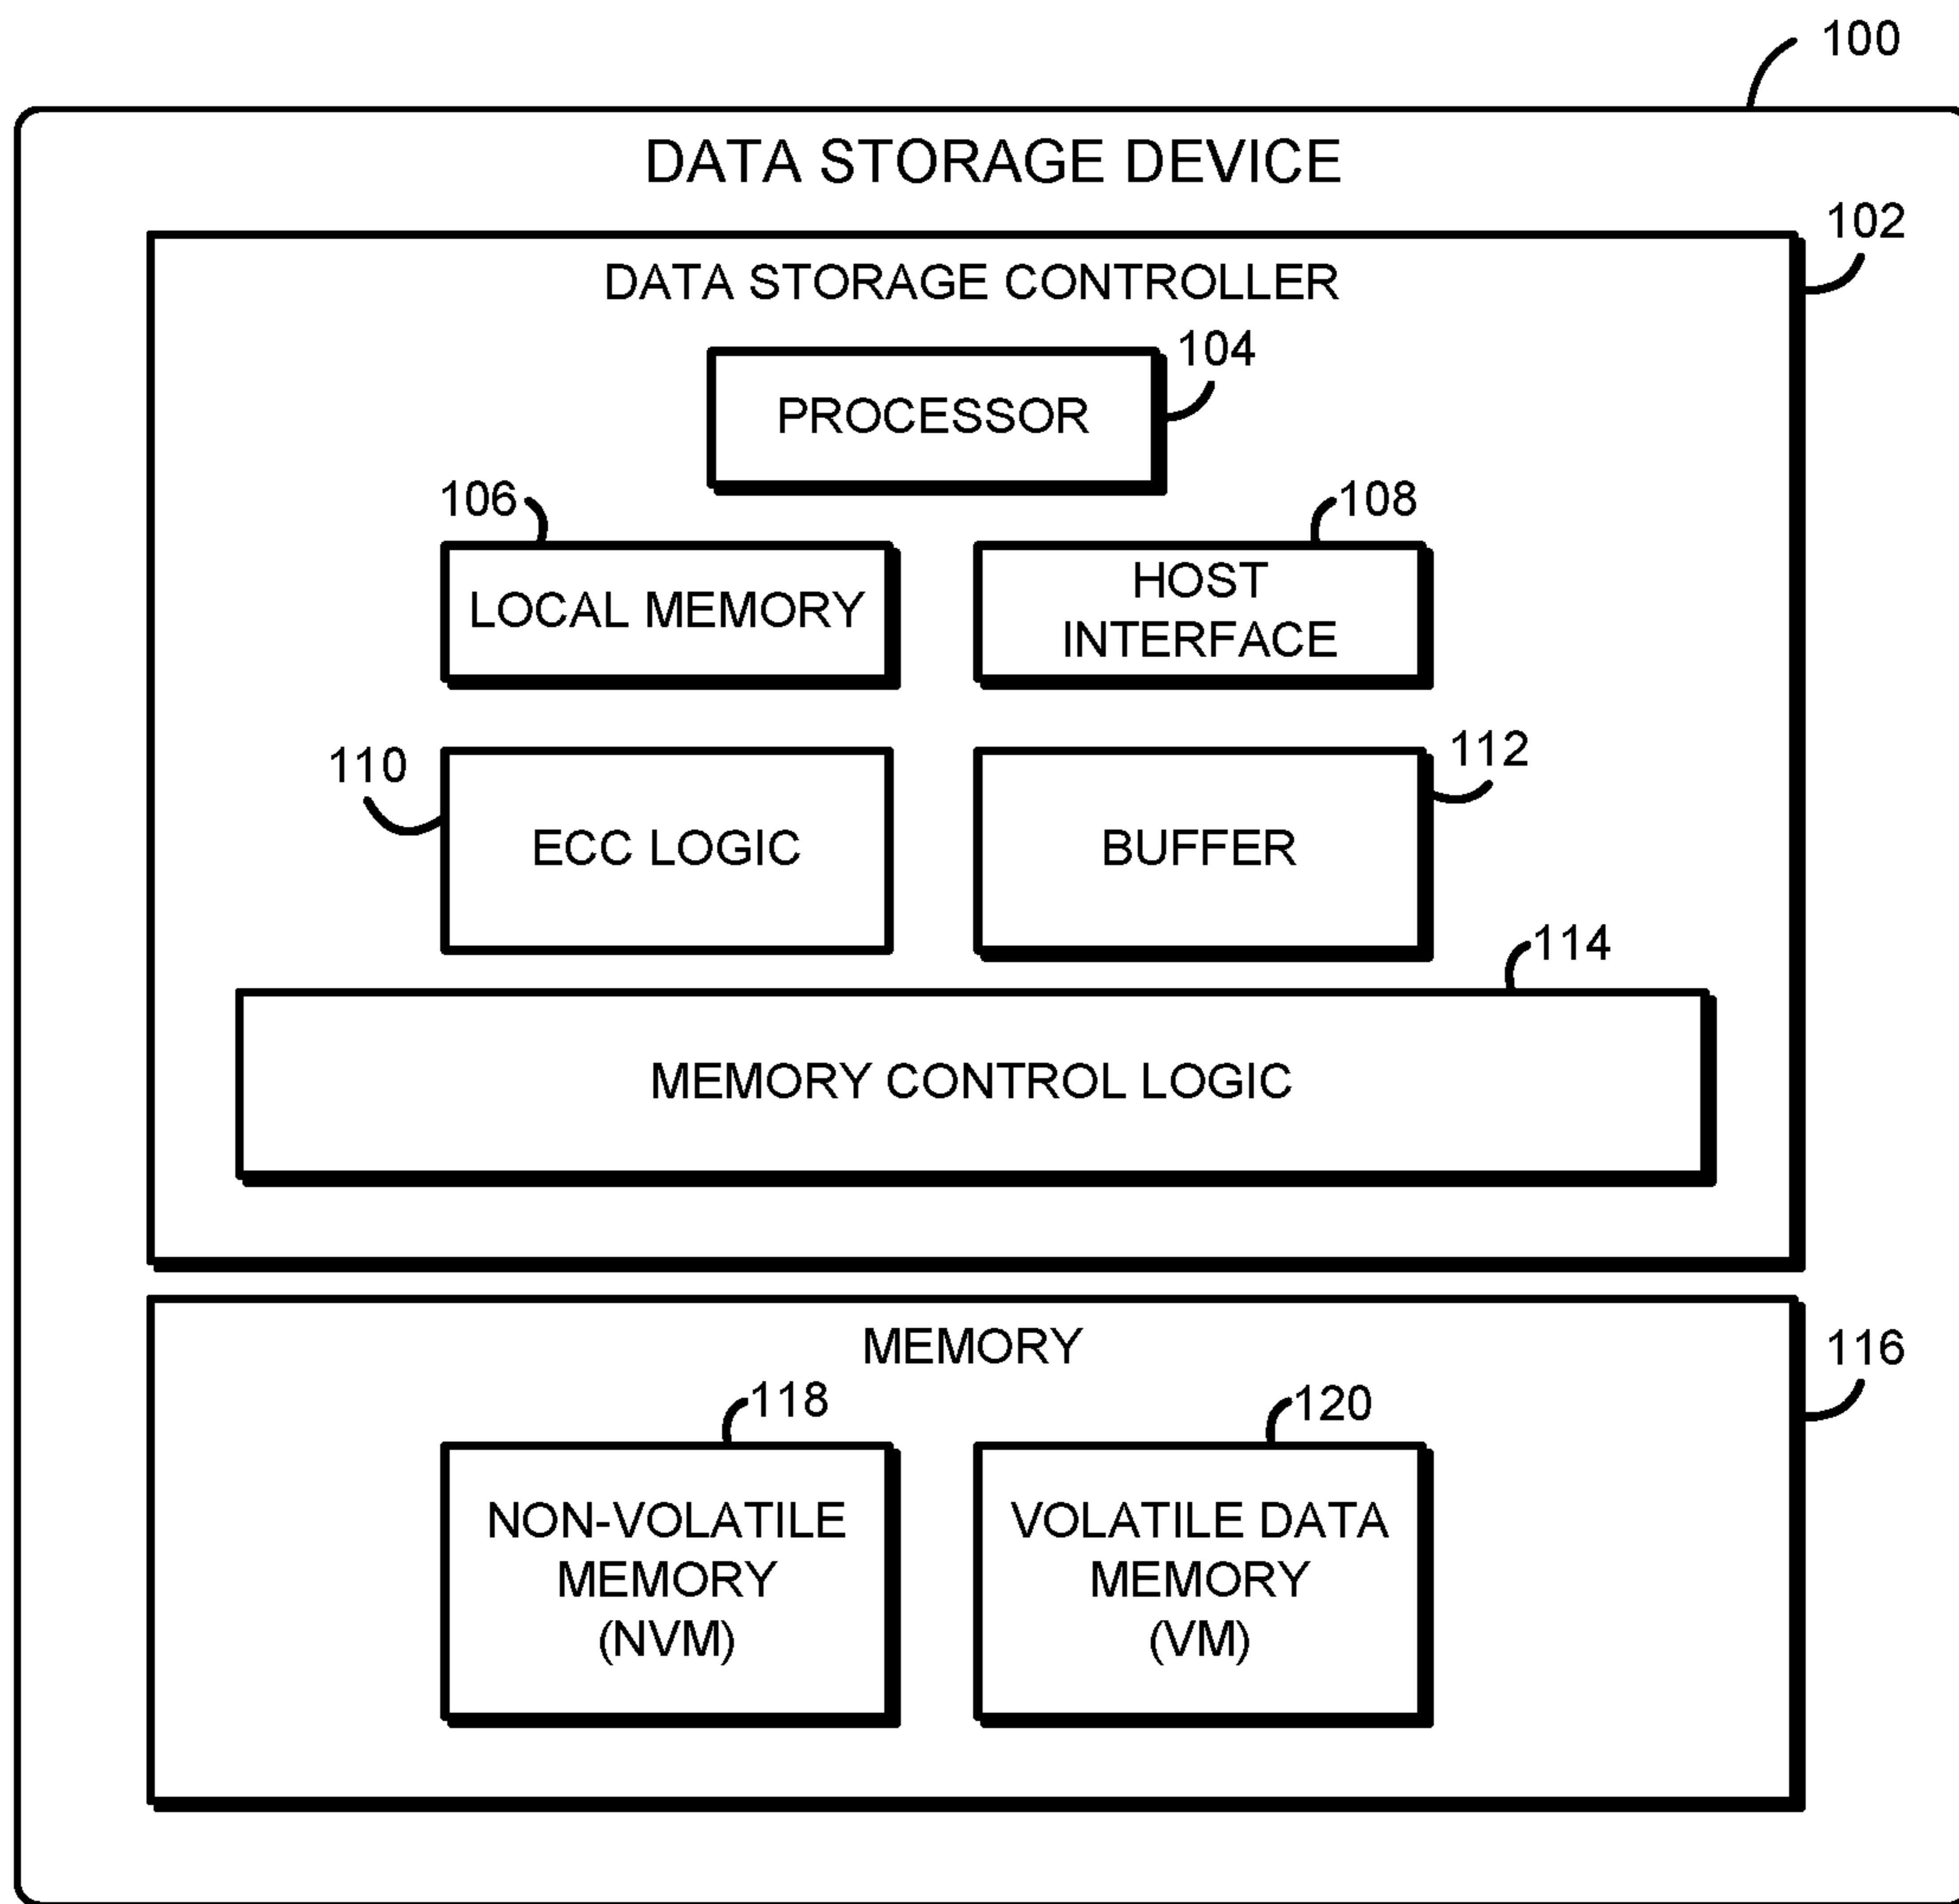 100
DATA STORAGE DEVICE
102
DATA STORAGE CONTROLLER
104
PROCESSOR
106
108
LOCAL MEMORY
HOST
INTERFACE
110
112
ECC LOGIC
BUFFER
114
MEMORY CONTROL LOGIC
MEMORY
116
118
120
NON-VOLATILE
MEMORY
(NVM)
VOLATILE DATA
MEMORY
(VM)